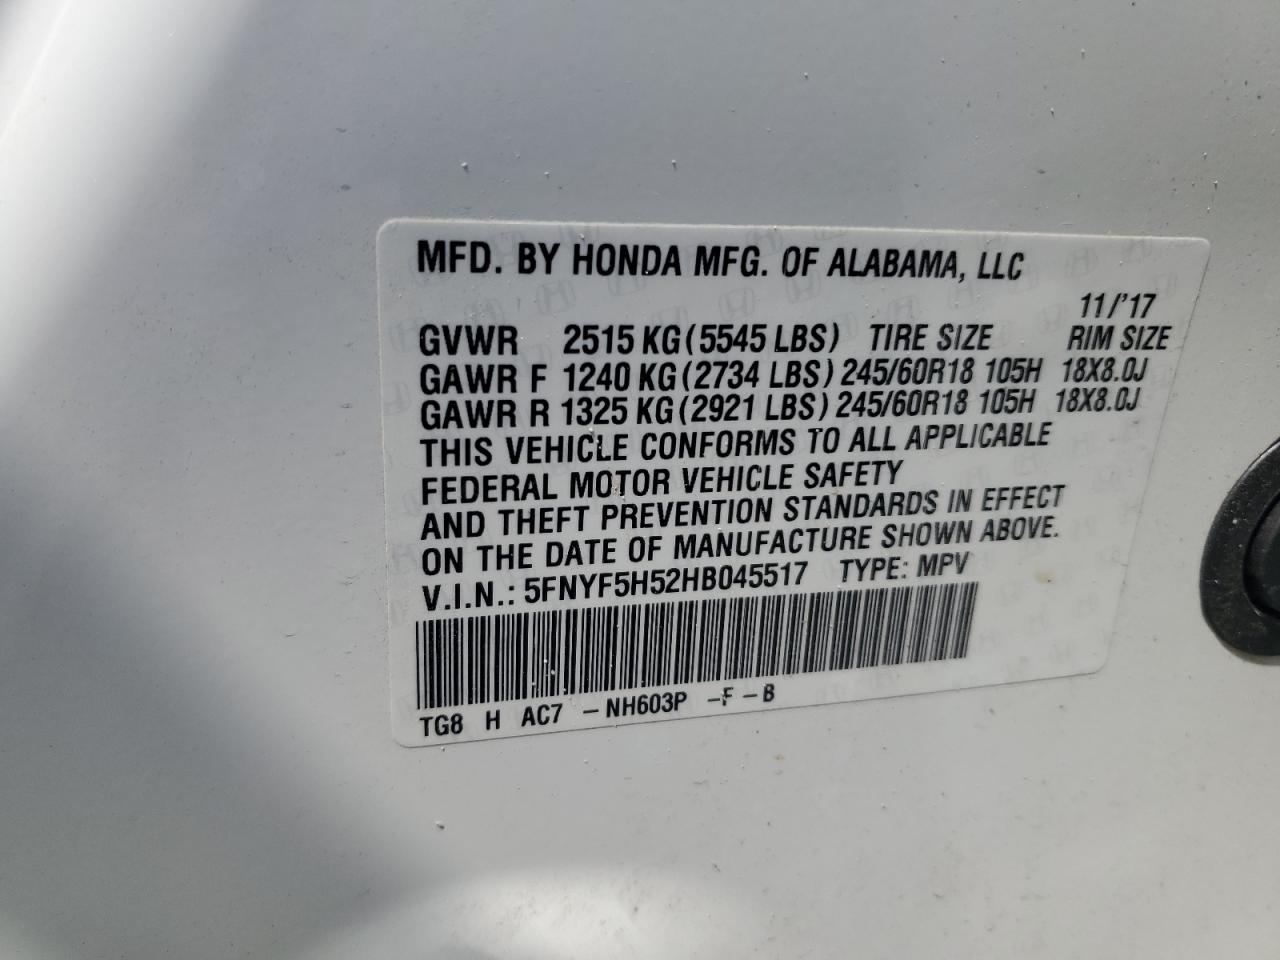 MFD. BY HONDA MFG. OF ALABAMA, LLC
11/'17
GVWR 2515 KG (5545 LBS) TIRE SIZE RIM SIZE
GAWR F 1240 KG (2734 LBS) 245/60R18 105H 18X8.0J
GAWR R 1325 KG (2921 LBS) 245/60R18 105H 18X8.0J
THIS VEHICLE CONFORMS TO ALL APPLICABLE
FEDERAL MOTOR VEHICLE SAFETY
AND THEFT PREVENTION STANDARDS IN EFFECT
ON THE DATE OF MANUFACTURE SHOWN ABOVE.
V.I.N.: 5FNYF5H52HB045517 TYPE: MPV
TG8 H AC7 -NH603P -F-B